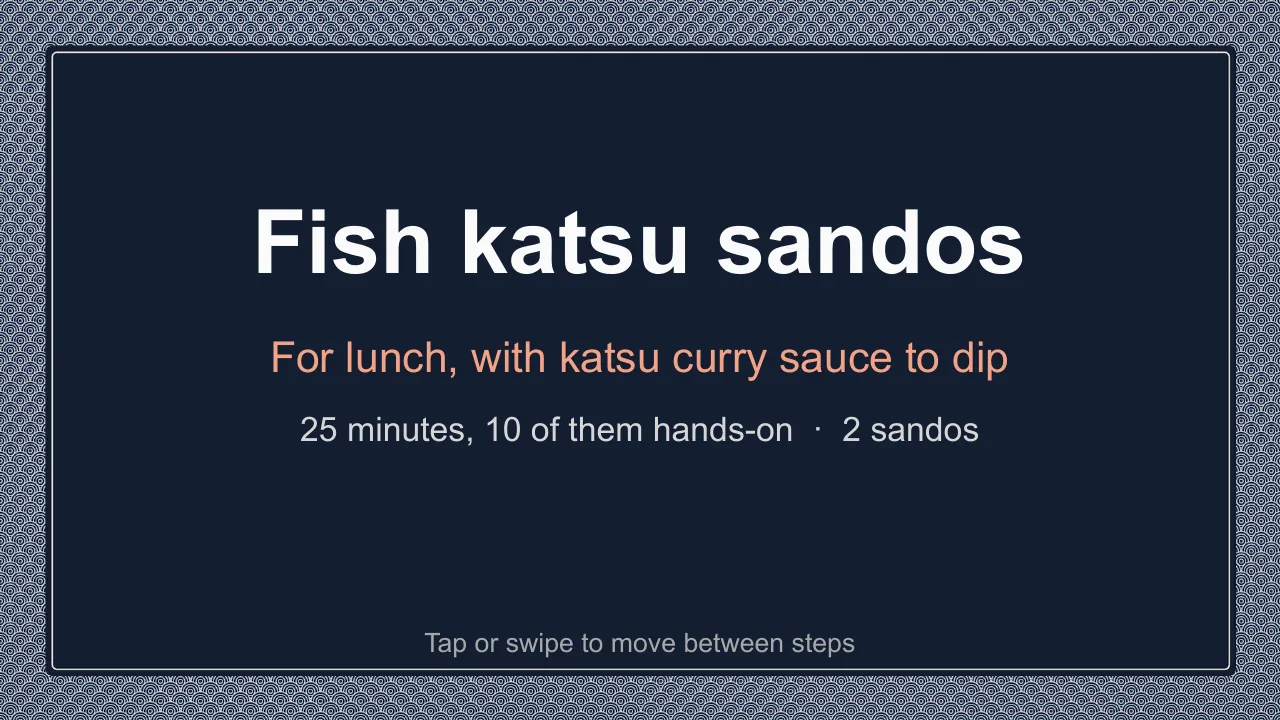 Fish katsu sandos
For lunch, with katsu curry sauce to dip
25 minutes, 10 of them hands-on · 2 sandos
Tap or swipe to move between steps